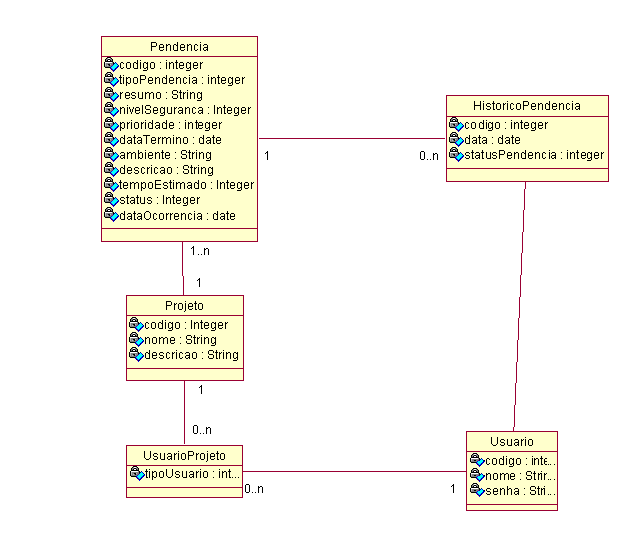 Pendencia
codigo : integer
tipoPendencia : integer
resumo : String
nivelSeguranca : Integer
prioridade : integer
dataTermino : date
ambiente : String
descricao : String
tempoEstimado : Integer
status : Integer
dataOcorrencia : date
HistoricoPendencia
codigo : integer
data : date
statusPendencia : integer
1
0..n
1..n
1
Projeto
codigo : Integer
nome : String
descricao : String
1
0..n
UsuarioProjeto
tipoUsuario : int...
0..n
1
Usuario
codigo : inte...
nome : Strir...
senha : Stri...